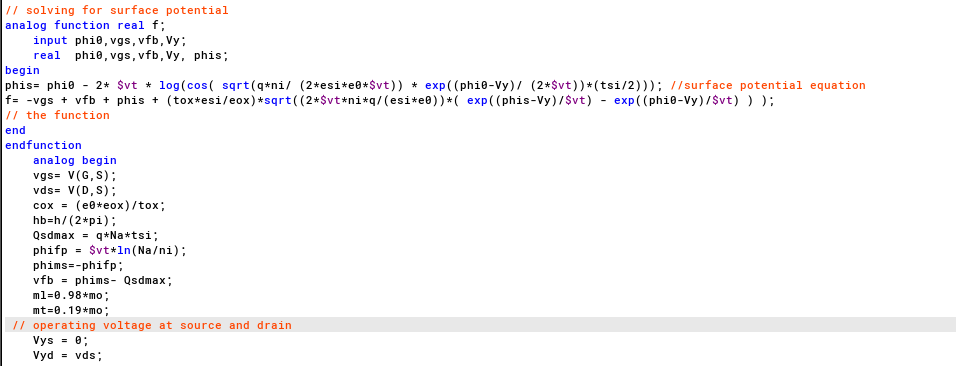 // solving for surface potential
analog function real f;
    input phi0,vgs,vfb,Vy;
    real  phi0,vgs,vfb,Vy, phis;
begin
phis= phi0 - 2* $vt * log(cos( sqrt(q*ni/ (2*esi*e0*$vt)) * exp((phi0-Vy)/ (2*$vt))*(tsi/2))); //surface potential equation
f= -vgs + vfb + phis + (tox*esi/eox)*sqrt((2*$vt*ni*q/(esi*e0))*( exp((phis-Vy)/$vt) - exp((phi0-Vy)/$vt) ) );
// the function
end
endfunction
    analog begin
    vgs= V(G,S);
    vds= V(D,S);
    cox = (e0*eox)/tox;
    hb=h/(2*pi);
    Qsdmax = q*Na*tsi;
    phifp = $vt*ln(Na/ni);
    phims=-phifp;
    vfb = phims- Qsdmax;
    ml=0.98*mo;
    mt=0.19*mo;
 // operating voltage at source and drain
    Vys = 0;
    Vyd = vds;